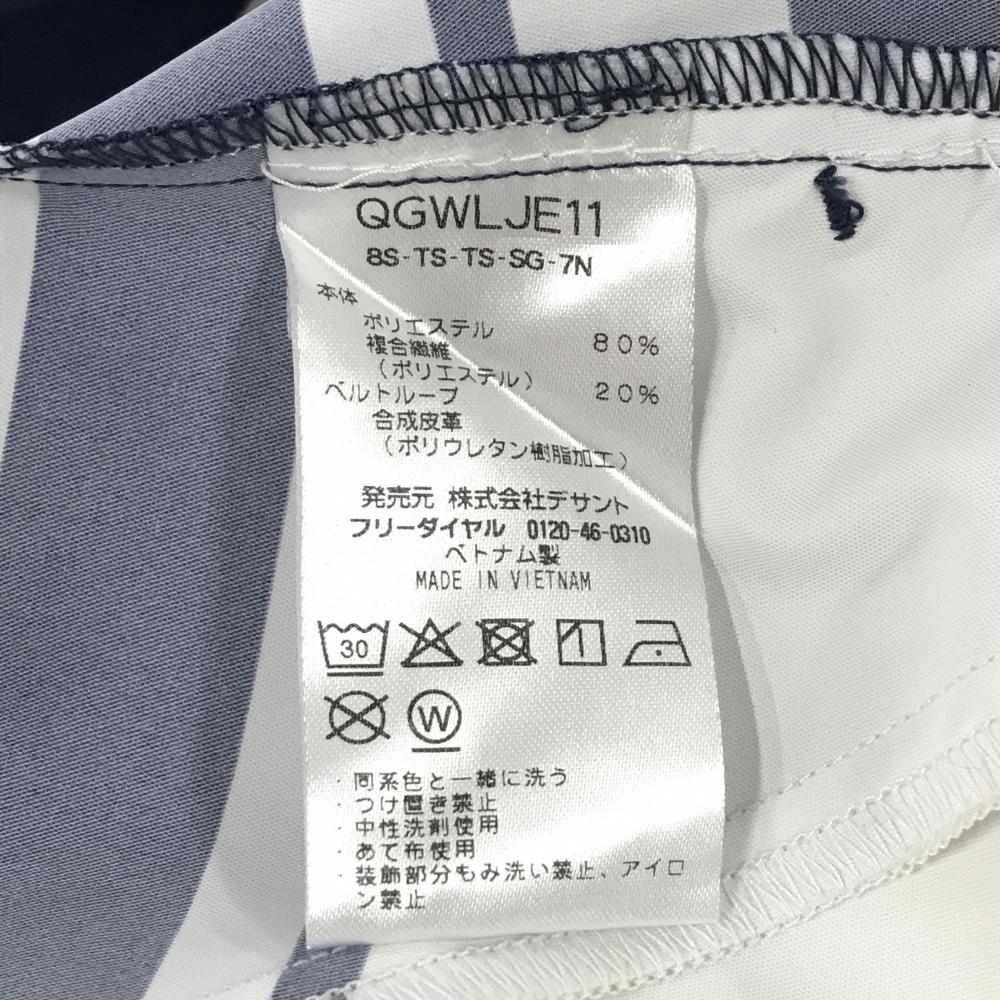 QGWLJE11
8S-TS-TS-SG-7N
本体
ポリエステル 80%
複合繊維
（ポリエステル） 20%
ベルトループ
合成皮革
（ポリウレタン樹脂加工）
発売元 株式会社デサント
フリーダイヤル 0120-46-0310
ベトナム製
MADE IN VIETNAM
30
W
・同系色と一緒に洗う
・つけ置き禁止
・中性洗剤使用
・あて布使用
・装飾部分もみ洗い禁止、アイロ
ン禁止